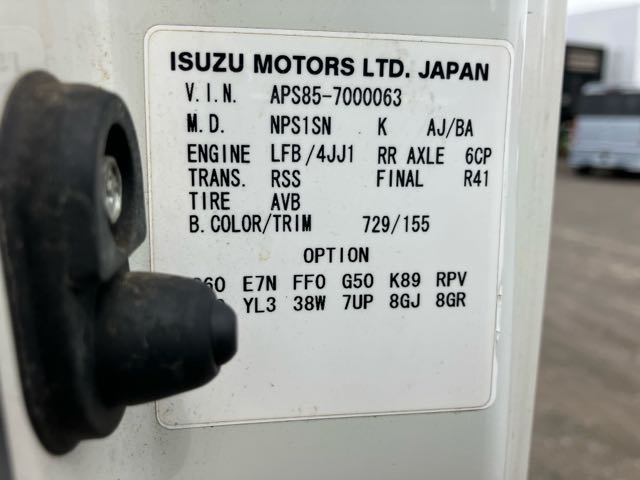 ISUZU MOTORS LTD. JAPAN
V.I.N. APS85-7000063
M.D. NPS1SN K AJ/BA
ENGINE LFB/4JJ1 RR AXLE 6CP
TRANS. RSS FINAL R41
TIRE AVB
B.COLOR/TRIM 729/155
OPTION
E7N FF0 G50 K89 RPV
YL3 38W 7UP 8GJ 8GR